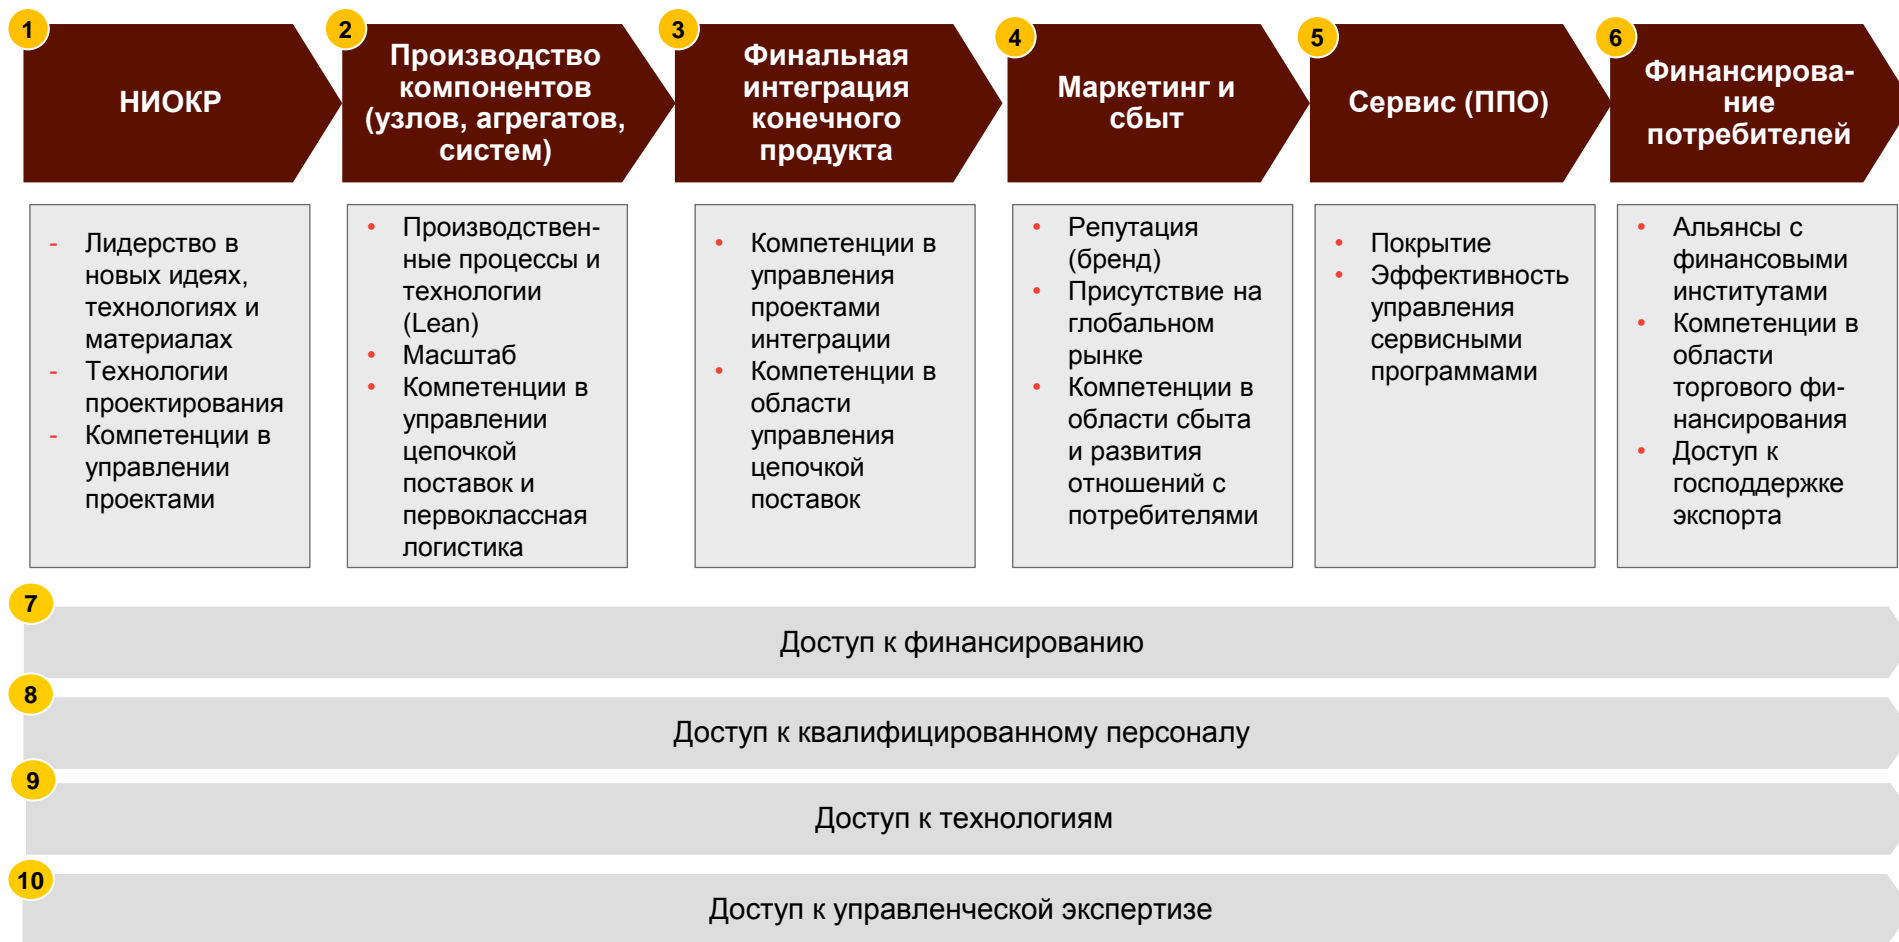 1
НИОКР
2
Производство
компонентов
(узлов, агрегатов,
систем)
3
Финальная
интеграция
конечного
продукта
4
Маркетинг и
сбыт
5
Сервис (ППО)
6
Финансирова-
ние
потребителей
- Лидерство в
новых идеях,
технологиях и
материалах
- Технологии
проектирования
- Компетенции в
управлении
проектами
• Производствен-
ные процессы и
технологии
(Lean)
• Масштаб
• Компетенции в
управлении
цепочкой
поставок и
первоклассная
логистика
• Компетенции в
управления
проектами
интеграции
• Компетенции в
области
управления
цепочкой
поставок
• Репутация
(бренд)
• Присутствие на
глобальном
рынке
• Компетенции в
области сбыта
и развития
отношений с
потребителями
• Покрытие
• Эффективность
управления
сервисными
программами
• Альянсы с
финансовыми
институтами
• Компетенции в
области
торгового фи-
нансирования
• Доступ к
господдержке
экспорта
7
Доступ к финансированию
8
Доступ к квалифицированному персоналу
9
Доступ к технологиям
10
Доступ к управленческой экспертизе